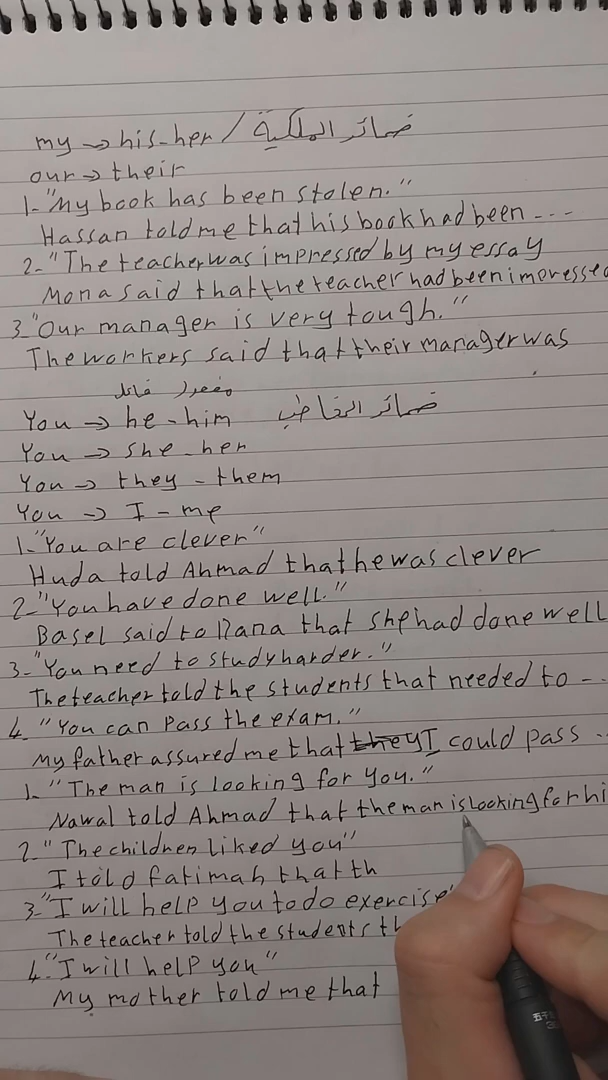 my → his-her / ضمائر الملكية
our → their
1-"My book has been stolen."
Hassan told me that his book had been ---
2-"The teacher was impressed by my essay
Mona said that the teacher had been impressed
3-"Our manager is very tough."
The workers said that their manager was
مفعول فاعل
You → he-him ضمائر المخاطب
You → she-her
You → they-them
You → I-me
1-"You are clever"
Huda told Ahmad that he was clever
2-"You have done well."
Basel said to Rana that she had done well
3-"You need to study harder."
The teacher told the students that needed to --
4. "You can pass the exam."
My father assured me that they I could pass --
1. "The man is looking for you."
Nawal told Ahmad that the man is looking for hi
2- "The children liked you"
I told fatimah that th
3-"I will help you to do exercise
The teacher told the students th
4-"I will help you"
My mother told me that